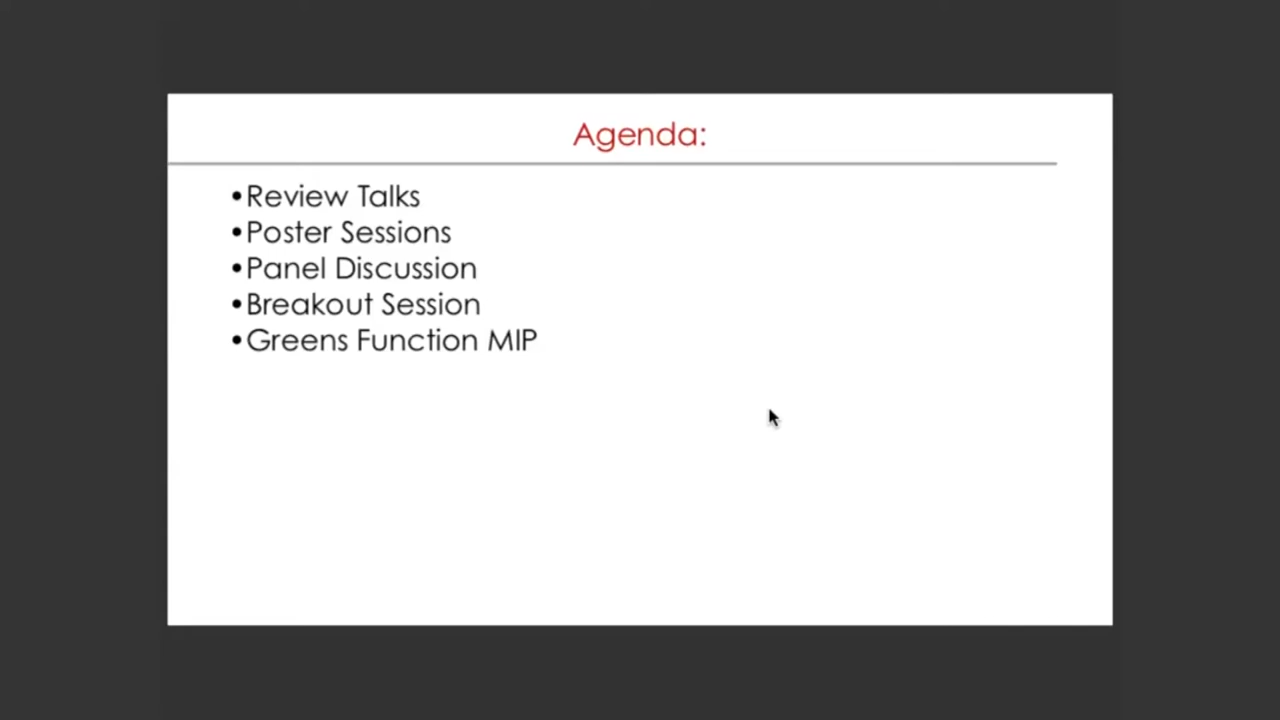 Agenda:
•Review Talks
•Poster Sessions
•Panel Discussion
•Breakout Session
•Greens Function MIP